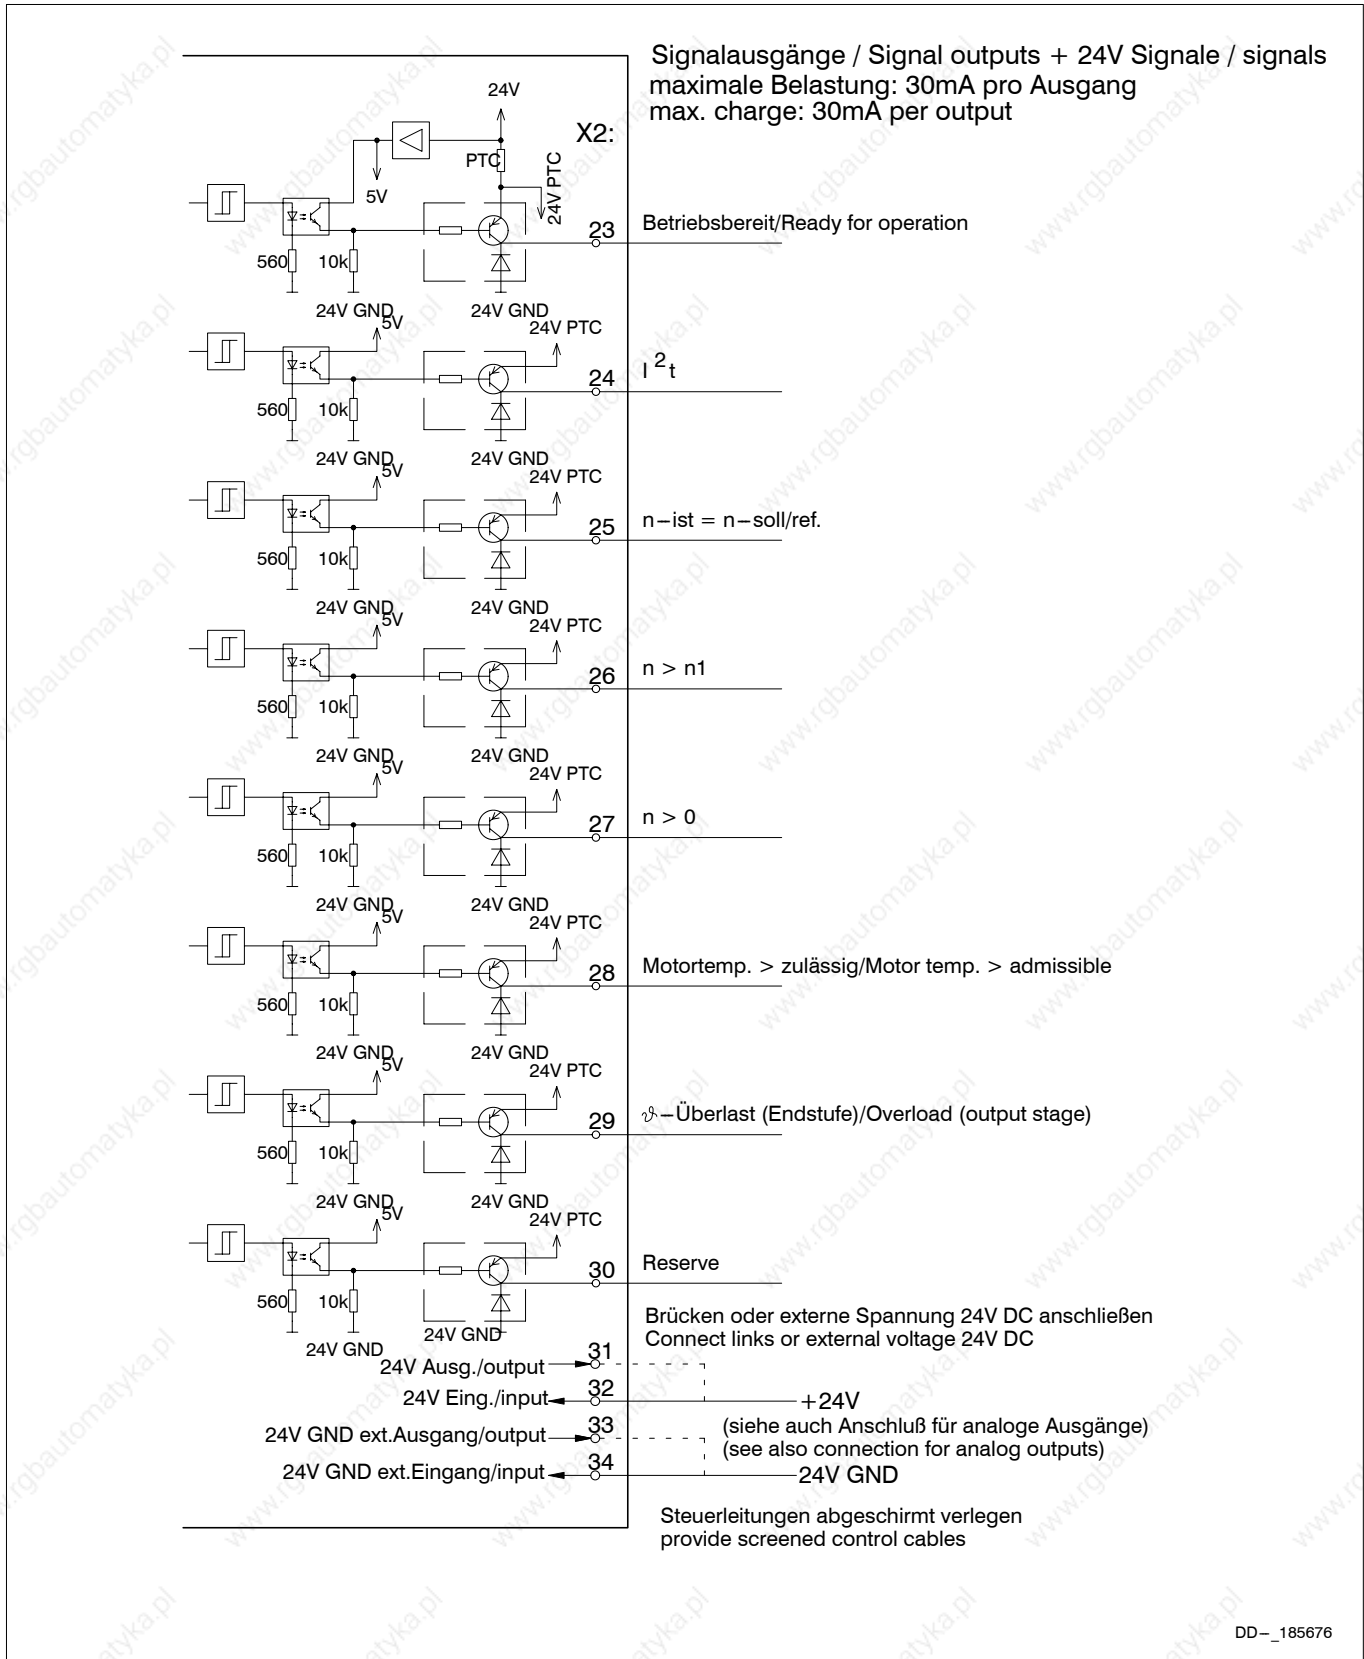 Signalausgänge / Signal outputs + 24V Signale / signals
maximale Belastung: 30mA pro Ausgang
max. charge: 30mA per output
24V
X2:
PTC
24V PTC
5V
23
Betriebsbereit/Ready for operation
560
10k
24V GND
24V GND
5V
24V PTC
24
I 2 t
560
10k
24V GND
24V GND
5V
24V PTC
25
n–ist = n–soll/ref.
560
10k
24V GND
24V GND
5V
24V PTC
26
n > n1
560
10k
24V GND
24V GND
5V
24V PTC
27
n > 0
560
10k
24V GND
24V GND
5V
24V PTC
28
Motortemp. > zulässig/Motor temp. > admissible
560
10k
24V GND
24V GND
5V
24V PTC
29
ϑ–Überlast (Endstufe)/Overload (output stage)
560
10k
24V GND
24V GND
5V
24V PTC
30
Reserve
560
10k
24V GND
24V GND
Brücken oder externe Spannung 24V DC anschließen
Connect links or external voltage 24V DC
24V Ausg./output
31
24V Eing./input
32
+24V
(siehe auch Anschluß für analoge Ausgänge)
(see also connection for analog outputs)
24V GND ext.Ausgang/output
33
24V GND ext.Eingang/input
34
24V GND
Steuerleitungen abgeschirmt verlegen
provide screened control cables
DD–_185676
www.rgbautomatyka.pl